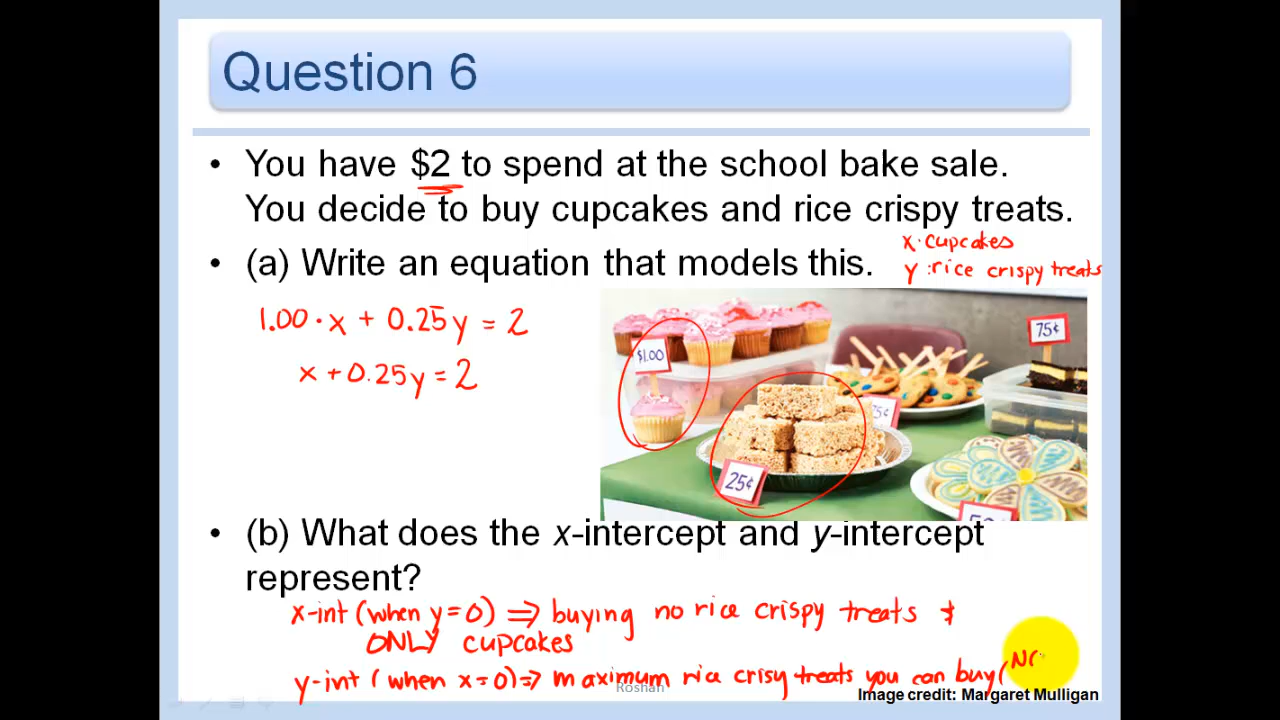 Question 6
• You have $2 to spend at the school bake sale.
You decide to buy cupcakes and rice crispy treats.
x: cupcakes
• (a) Write an equation that models this.
y: rice crispy treats
1.00 · x + 0.25y = 2
x + 0.25y = 2
$1.00
75¢
25¢
• (b) What does the x-intercept and y-intercept
represent?
x-int (when y=0) ⇒ buying no rice crispy treats &
ONLY cupcakes
y-int (when x=0) ⇒ maximum rice crisy treats you can buy (NO
Roshan
Image credit: Margaret Mulligan